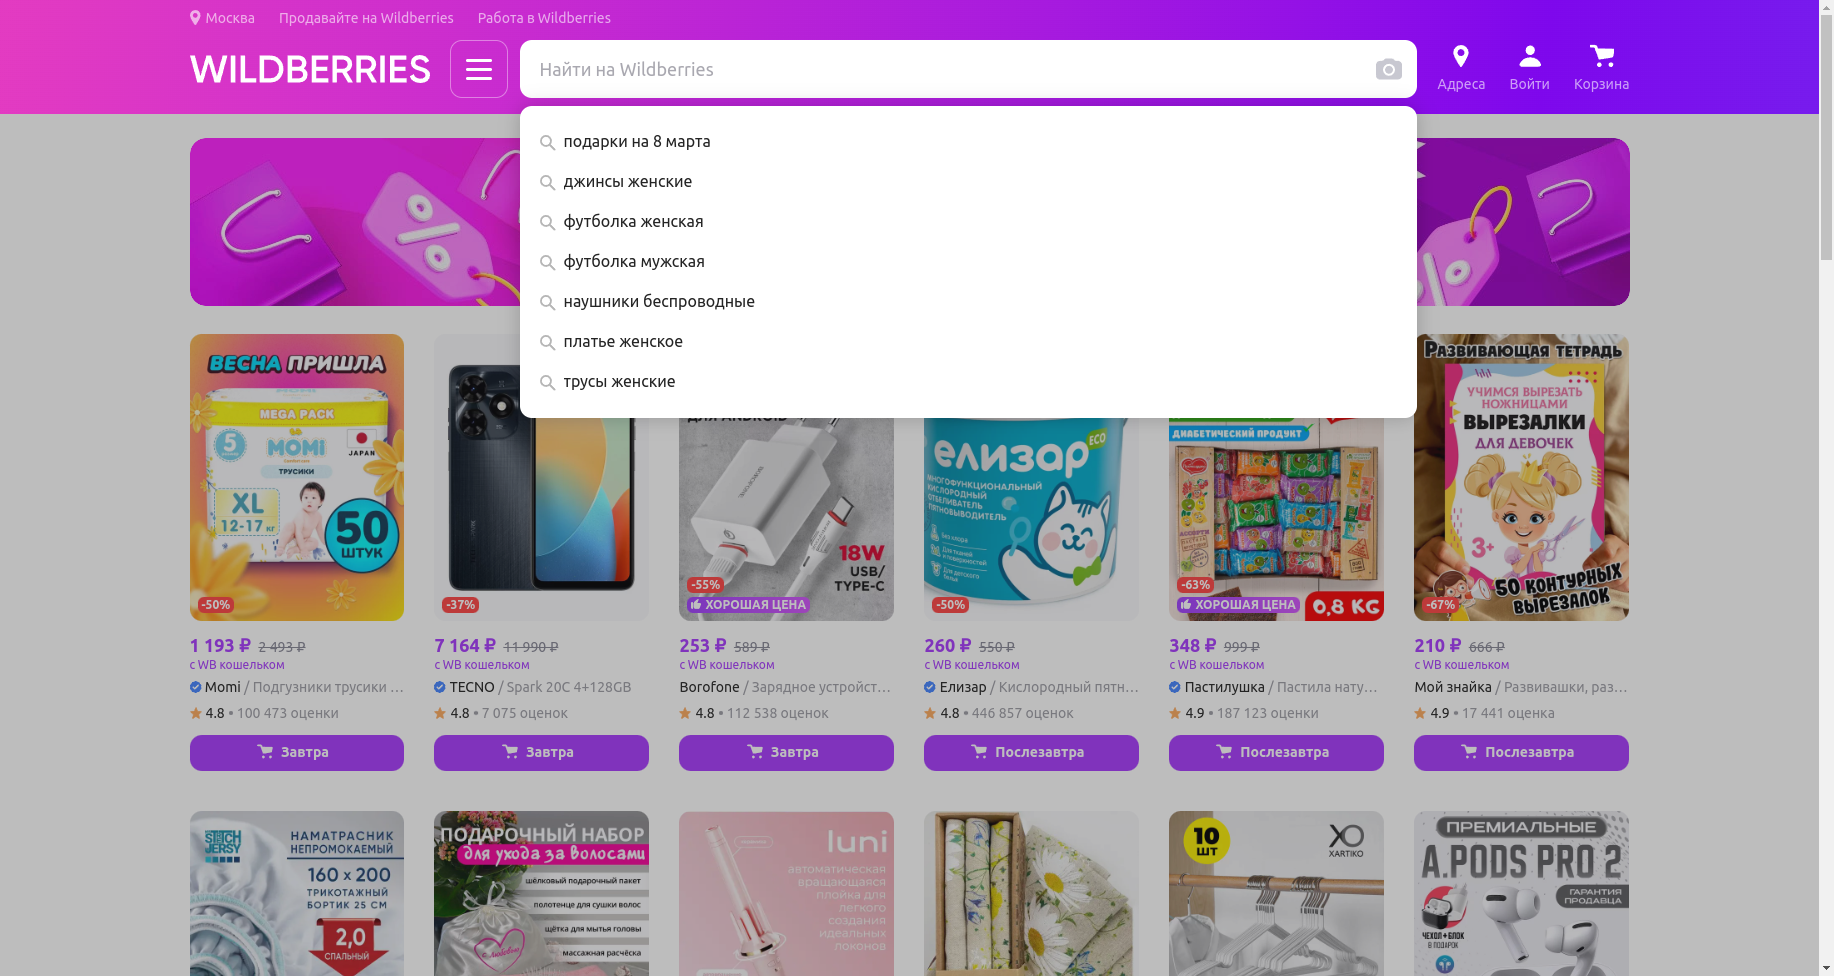 Москва Продавайте на Wildberries Работа в Wildberries
WILDBERRIES
Найти на Wildberries
Адреса Войти Корзина
подарки на 8 марта
джинсы женские
футболка женская
футболка мужская
наушники беспроводные
платье женское
трусы женские
ВЕСНА ПРИШЛА
MEGA PACK
5
MOMI
JAPAN
ТРУСИКИ
XL
12-17 кг
50
ШТУК
-50%
-37%
18W
USB/
TYPE-C
-55%
ХОРОШАЯ ЦЕНА
елизар
ECO
МНОГОФУНКЦИОНАЛЬНЫЙ
КИСЛОРОДНЫЙ
ОТБЕЛИВАТЕЛЬ
ПЯТНОВЫВОДИТЕЛЬ
Без хлора
-50%
ДИАБЕТИЧЕСКИЙ ПРОДУКТ
-63%
ХОРОШАЯ ЦЕНА
0,8 KG
Развивающая тетрадь
УЧИМСЯ ВЫРЕЗАТЬ
НОЖНИЦАМИ
ВЫРЕЗАЛКИ
ДЛЯ ДЕВОЧЕК
3+
50 КОНТУРНЫХ
ВЫРЕЗАЛОК
-67%
1 193 ₽ 2 493 ₽
с WB кошельком
Momi / Подгузники трусики ...
4.8 • 100 473 оценки
Завтра
7 164 ₽ 11 990 ₽
с WB кошельком
TECNO / Spark 20C 4+128GB
4.8 • 7 075 оценок
Завтра
253 ₽ 589 ₽
с WB кошельком
Borofone / Зарядное устройст...
4.8 • 112 538 оценок
Завтра
260 ₽ 550 ₽
с WB кошельком
Елизар / Кислородный пятн...
4.8 • 446 857 оценок
Послезавтра
348 ₽ 999 ₽
с WB кошельком
Пастилушка / Пастила нату...
4.9 • 187 123 оценки
Послезавтра
210 ₽ 666 ₽
с WB кошельком
Мой знайка / Развивашки, раз...
4.9 • 17 441 оценка
Послезавтра
НАМАТРАСНИК
НЕПРОМОКАЕМЫЙ
160 x 200
ТРИКОТАЖНЫЙ
БОРТИК 25 СМ
2,0
СПАЛЬНЫЙ
ПОДАРОЧНЫЙ НАБОР
для ухода за волосами
шёлковый подарочный пакет
полотенце для сушки волос
щётка для мытья головы
массажная расчёска
luni
автоматическая
вращающаяся
плойка для
легкого
создания
идеальных
локонов
10
ШТ
XO
XARTIKO
ПРЕМИАЛЬНЫЕ
A.PODS PRO 2
ГАРАНТИЯ
ПРОДАВЦА
ЧЕХОЛ+БЛОК
В ПОДАРОК